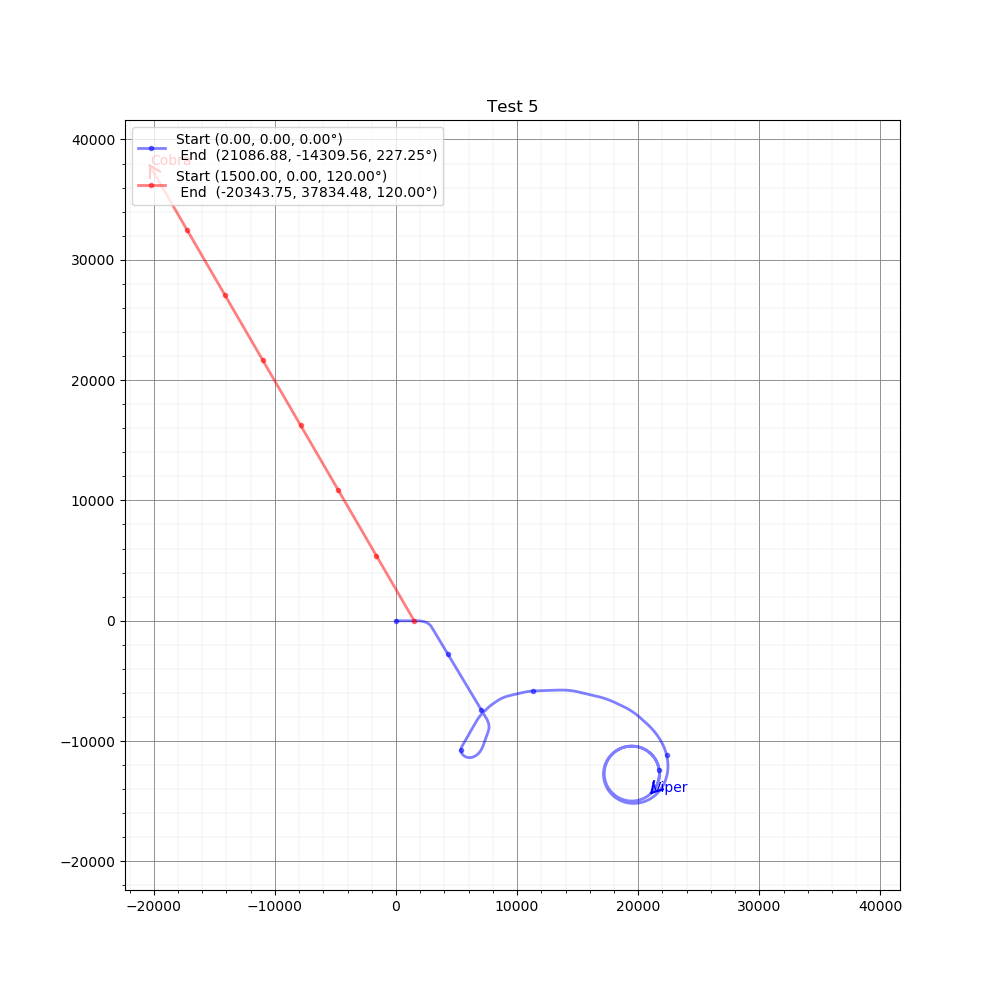 Test 5
Start (0.00, 0.00, 0.00°)
End (21086.88, -14309.56, 227.25°)
Start (1500.00, 0.00, 120.00°)
End (-20343.75, 37834.48, 120.00°)
Cobra
Viper
40000
30000
20000
10000
0
−10000
−20000
−20000 −10000 0 10000 20000 30000 40000